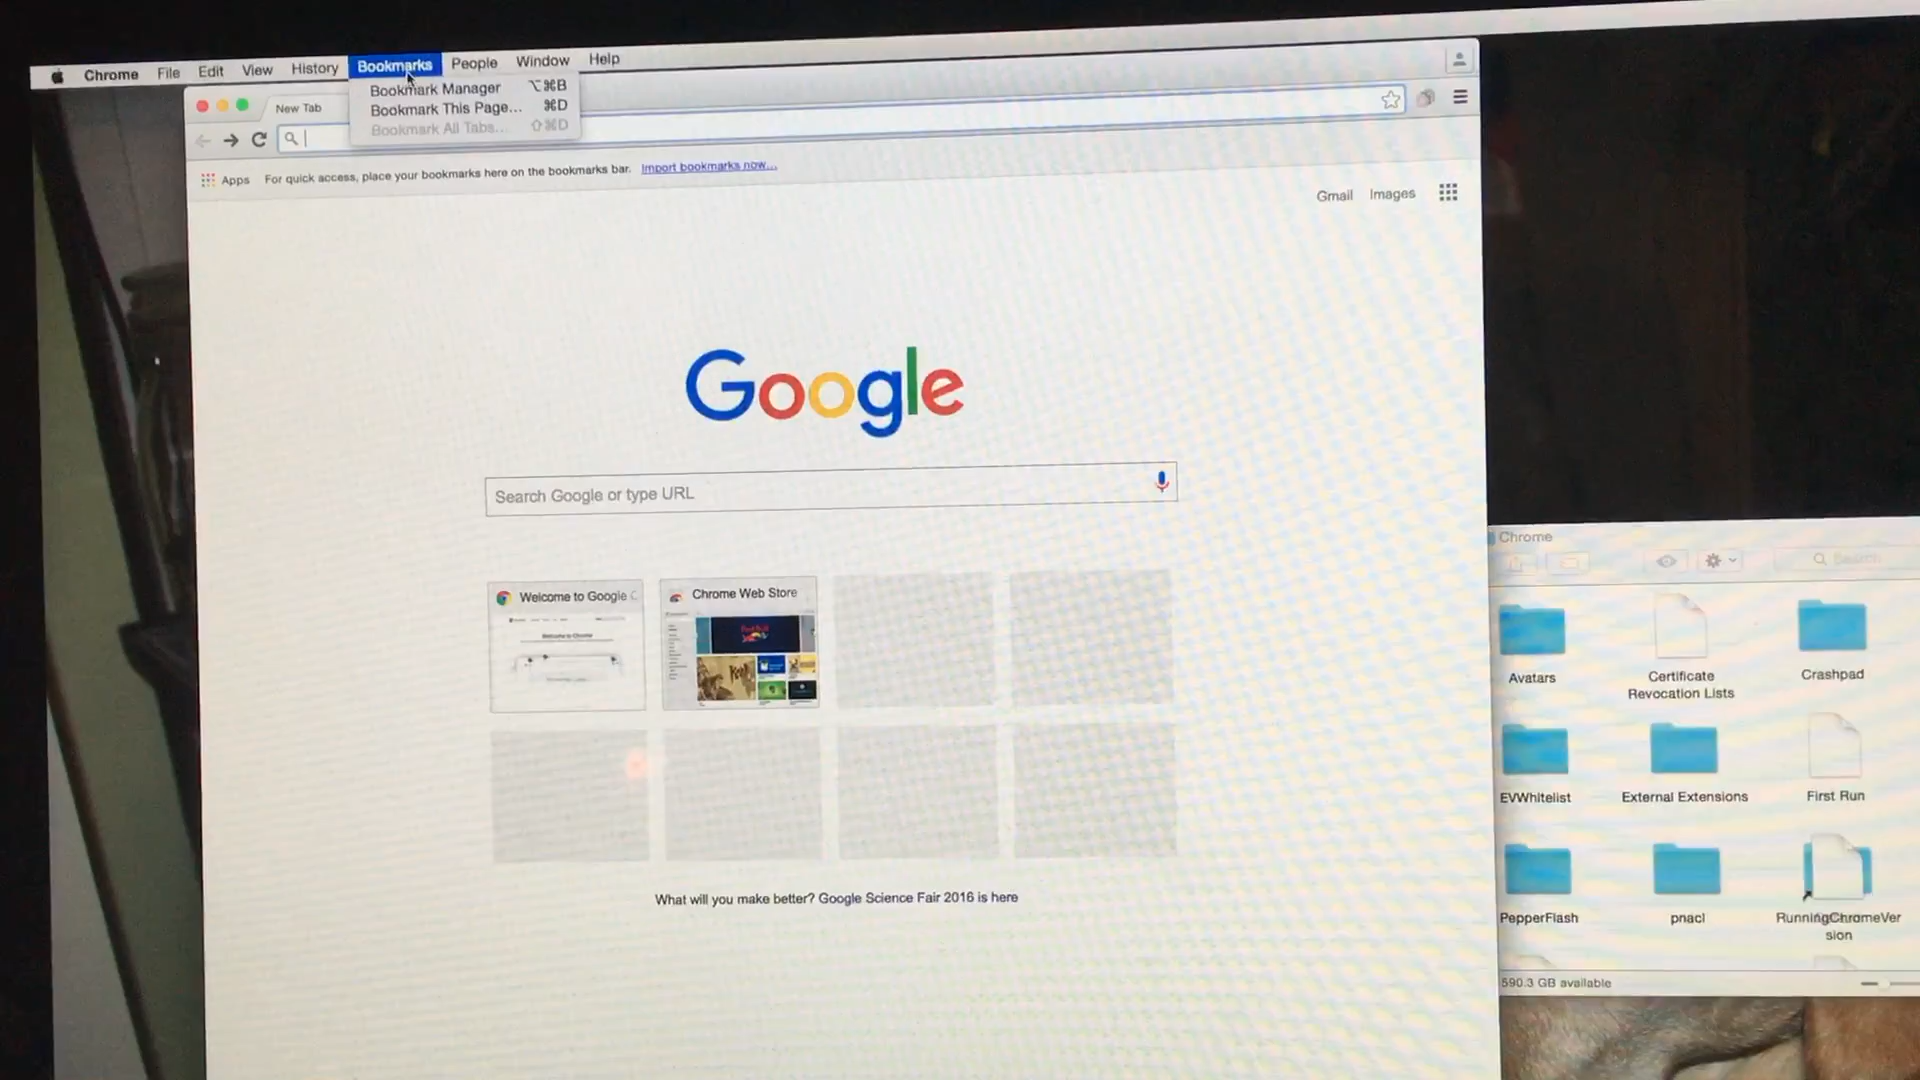 Chrome File Edit View History Bookmarks People Window Help
Bookmark Manager ⌥⌘B
Bookmark This Page... ⌘D
Bookmark All Tabs... ⇧⌘D
New Tab
Apps For quick access, place your bookmarks here on the bookmarks bar. Import bookmarks now...
Gmail Images
Google
Search Google or type URL
Welcome to Google
Chrome Web Store
What will you make better? Google Science Fair 2016 is here
Chrome
Search
Avatars
Certificate
Revocation Lists
Crashpad
EVWhitelist
External Extensions
First Run
PepperFlash
pnacl
RunningChromeVer
sion
590.3 GB available